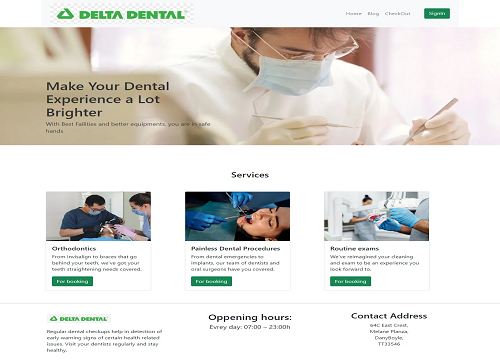 DELTA DENTAL
Home Blog CheckOut SignIn
Make Your Dental
Experience a Lot
Brighter
With Best Failities and better equipments, you are in safe
hands
Services
Orthodontics
From Invisalign to braces that go
behind your teeth, we've got your
teeth straightening needs covered.
For booking
Painless Dental Procedures
From dental emergencies to
implants, our team of dentists and
oral surgeons have you covered.
For booking
Routine exams
We've reimagined your cleaning
and exam to be an experience you
look forward to.
For booking
DELTA DENTAL
Regular dental checkups help in detection of
early warning signs of certain health related
issues. Visit your dentists regularly and stay
healthy.
Oppening hours:
Evrey day: 07:00 – 23:00h
Contact Address
64C East Crest,
Melane Planza,
DanyBoyle,
TT33546